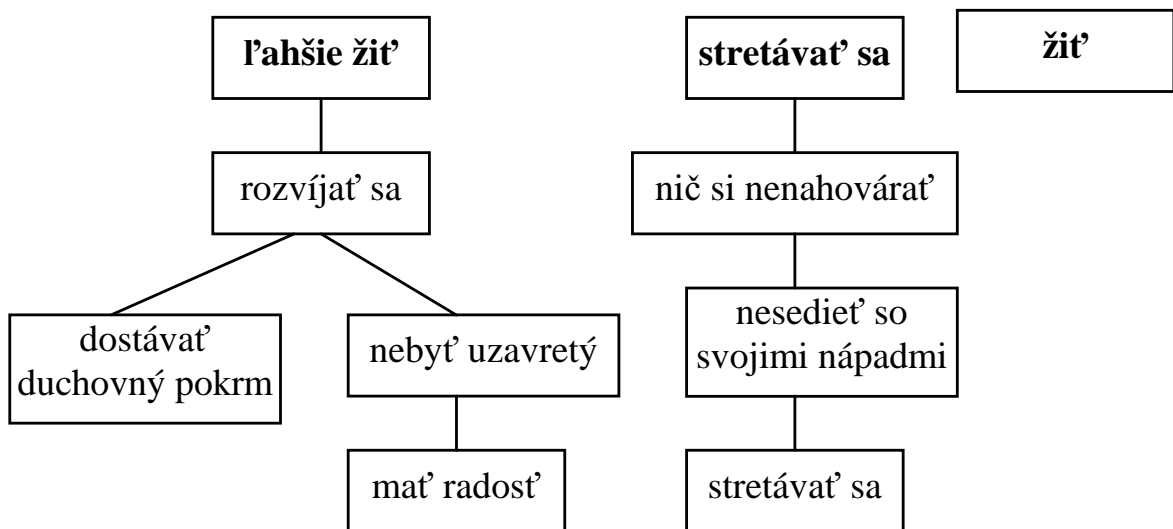 ľahšie žiť
stretávať sa
žiť
rozvíjať sa
nič si nenahovárať
dostávať
duchovný pokrm
nebyť uzavretý
nesedieť so
svojimi nápadmi
mať radosť
stretávať sa